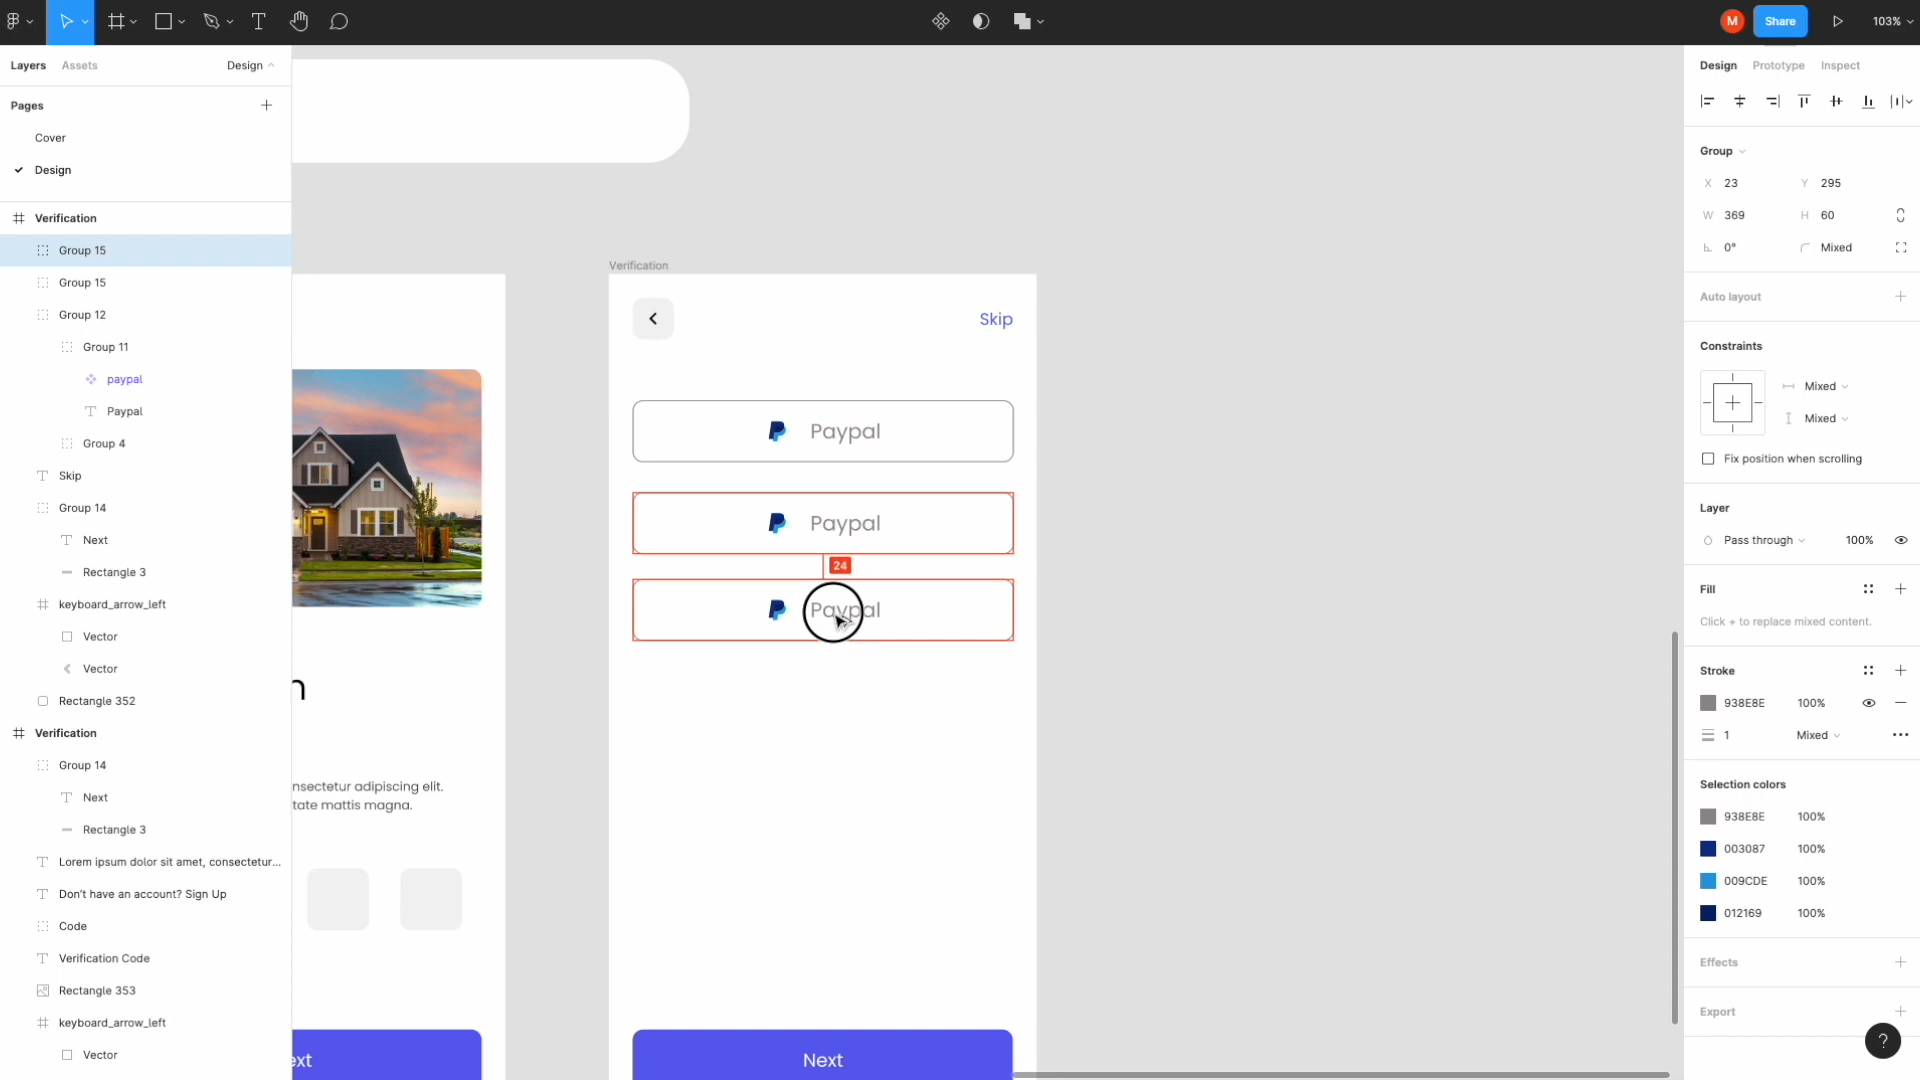 M
Share
103%
Layers
Assets
Design
Pages
Cover
Design
Verification
Group 15
Group 15
Group 12
Group 11
paypal
Paypal
Group 4
Skip
Group 14
Next
Rectangle 3
keyboard_arrow_left
Vector
Vector
Rectangle 352
Verification
Group 14
Next
Rectangle 3
Lorem ipsum dolor sit amet, consectetur...
Don't have an account? Sign Up
Code
Verification Code
Rectangle 353
keyboard_arrow_left
Vector
n
nsectetur adipiscing elit.
tate mattis magna.
ext
Verification
Skip
Paypal
Paypal
24
Paypal
Next
Design
Prototype
Inspect
Group
X 23
Y 295
W 369
H 60
0°
Mixed
Auto layout
Constraints
Mixed
Mixed
Fix position when scrolling
Layer
Pass through
100%
Fill
Click + to replace mixed content.
Stroke
938E8E 100%
1
Mixed
Selection colors
938E8E 100%
003087 100%
009CDE 100%
012169 100%
Effects
Export
?